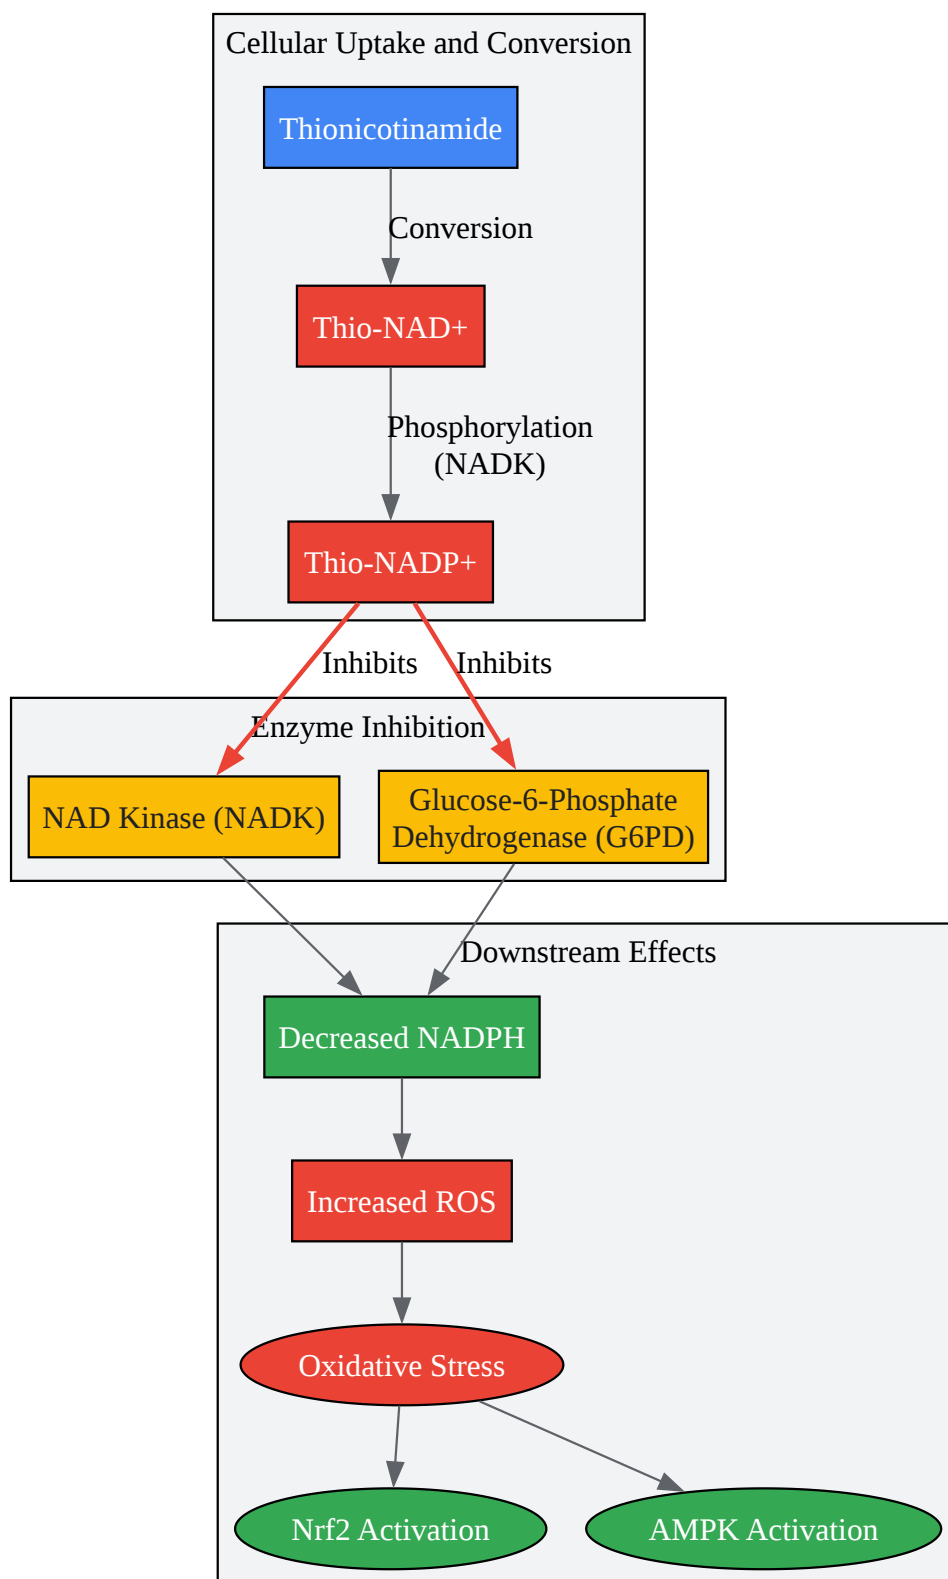 Cellular Uptake and Conversion
Thionicotinamide
Conversion
Thio-NAD+
Phosphorylation
(NADK)
Thio-NADP+
Inhibits
Inhibits
Enzyme Inhibition
NAD Kinase (NADK)
Glucose-6-Phosphate
Dehydrogenase (G6PD)
Downstream Effects
Decreased NADPH
Increased ROS
Oxidative Stress
Nrf2 Activation
AMPK Activation